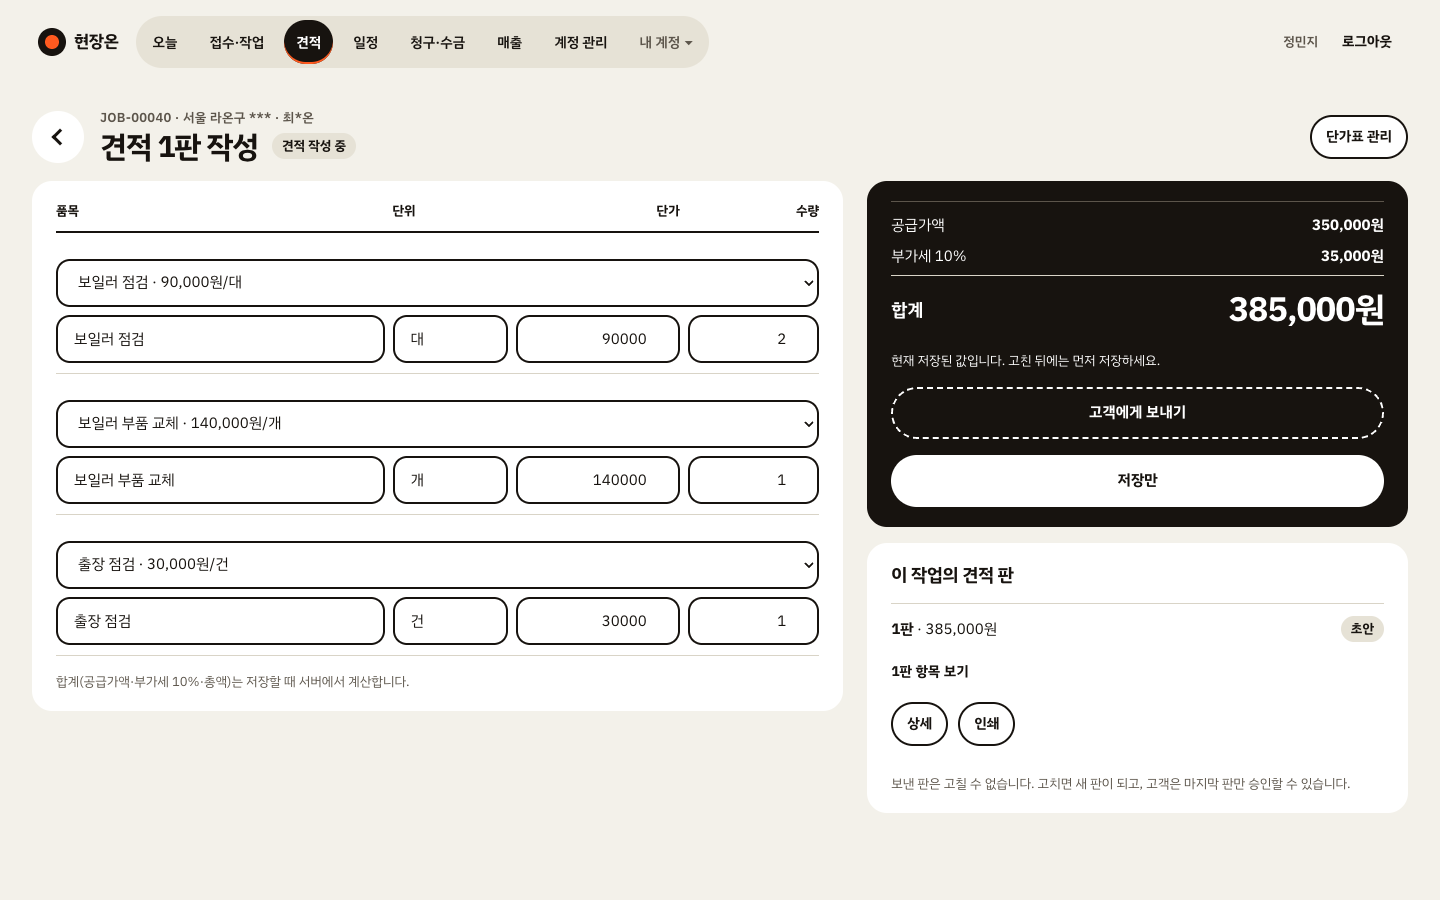 현장온
오늘
접수·작업
견적
일정
청구·수금
매출
계정 관리
내 계정
정민지
로그아웃
JOB-00040 · 서울 라온구 *** · 최*온
견적 1판 작성
견적 작성 중
단가표 관리
품목 단위 단가 수량
보일러 점검 · 90,000원/대
보일러 점검 대 90000 2
보일러 부품 교체 · 140,000원/개
보일러 부품 교체 개 140000 1
출장 점검 · 30,000원/건
출장 점검 건 30000 1
합계(공급가액·부가세 10%·총액)는 저장할 때 서버에서 계산합니다.
공급가액 350,000원
부가세 10% 35,000원
합계 385,000원
현재 저장된 값입니다. 고친 뒤에는 먼저 저장하세요.
고객에게 보내기
저장만
이 작업의 견적 판
1판 · 385,000원 초안
1판 항목 보기
상세 인쇄
보낸 판은 고칠 수 없습니다. 고치면 새 판이 되고, 고객은 마지막 판만 승인할 수 있습니다.